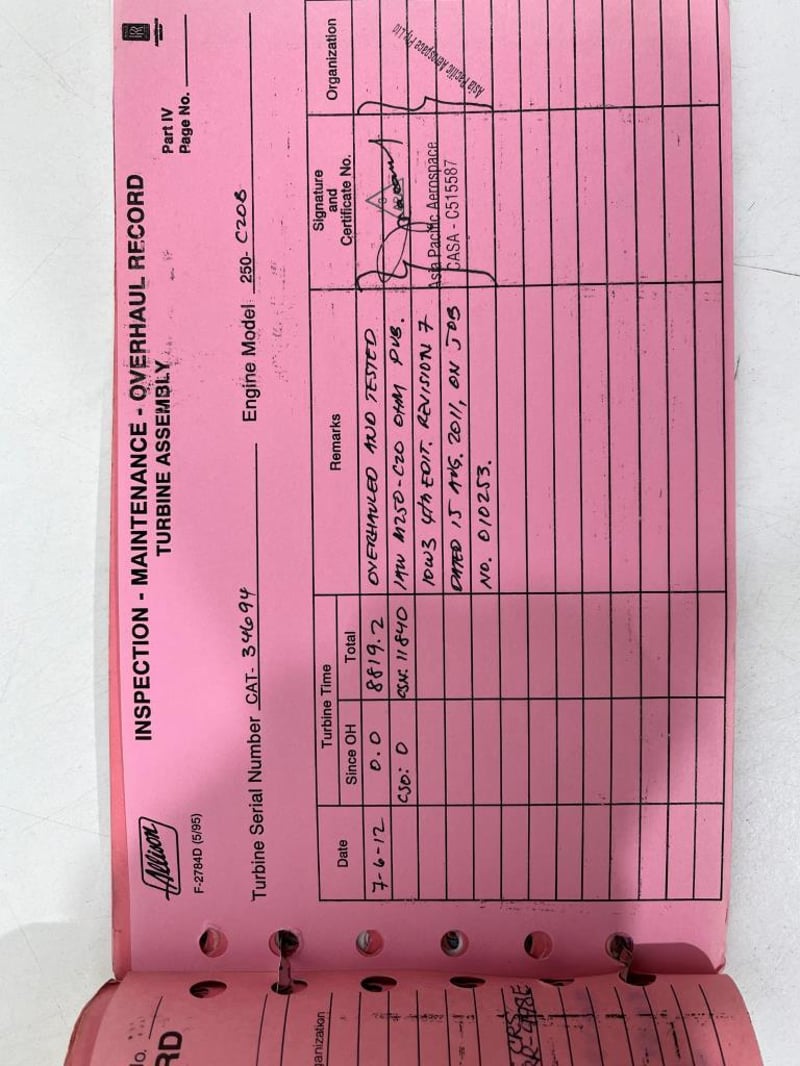 INSPECTION - MAINTENANCE - OVERHAUL RECORD
TURBINE ASSEMBLY
Allison
F-2784D (5/95)
Part IV
Page No.
Turbine Serial Number CAT- 34694 Engine Model 250- C20B
Date
Turbine Time
Since OH
Total
Remarks
Signature and Certificate No.
Organization
7-6-12 0.0 8819.2 OVERHAULED AND TESTED
CSO: 0 CSN: 11840 IAW M250-C20 OHM PUB.
10W3 4th EDIT. REVISION 7
DATED 15 AUG. 2011, ON JOB
NO. 010253.
Asia Pacific Aerospace
CASA - C515587
Asia Pacific Aerospace Pty Ltd
No.
RD
anization